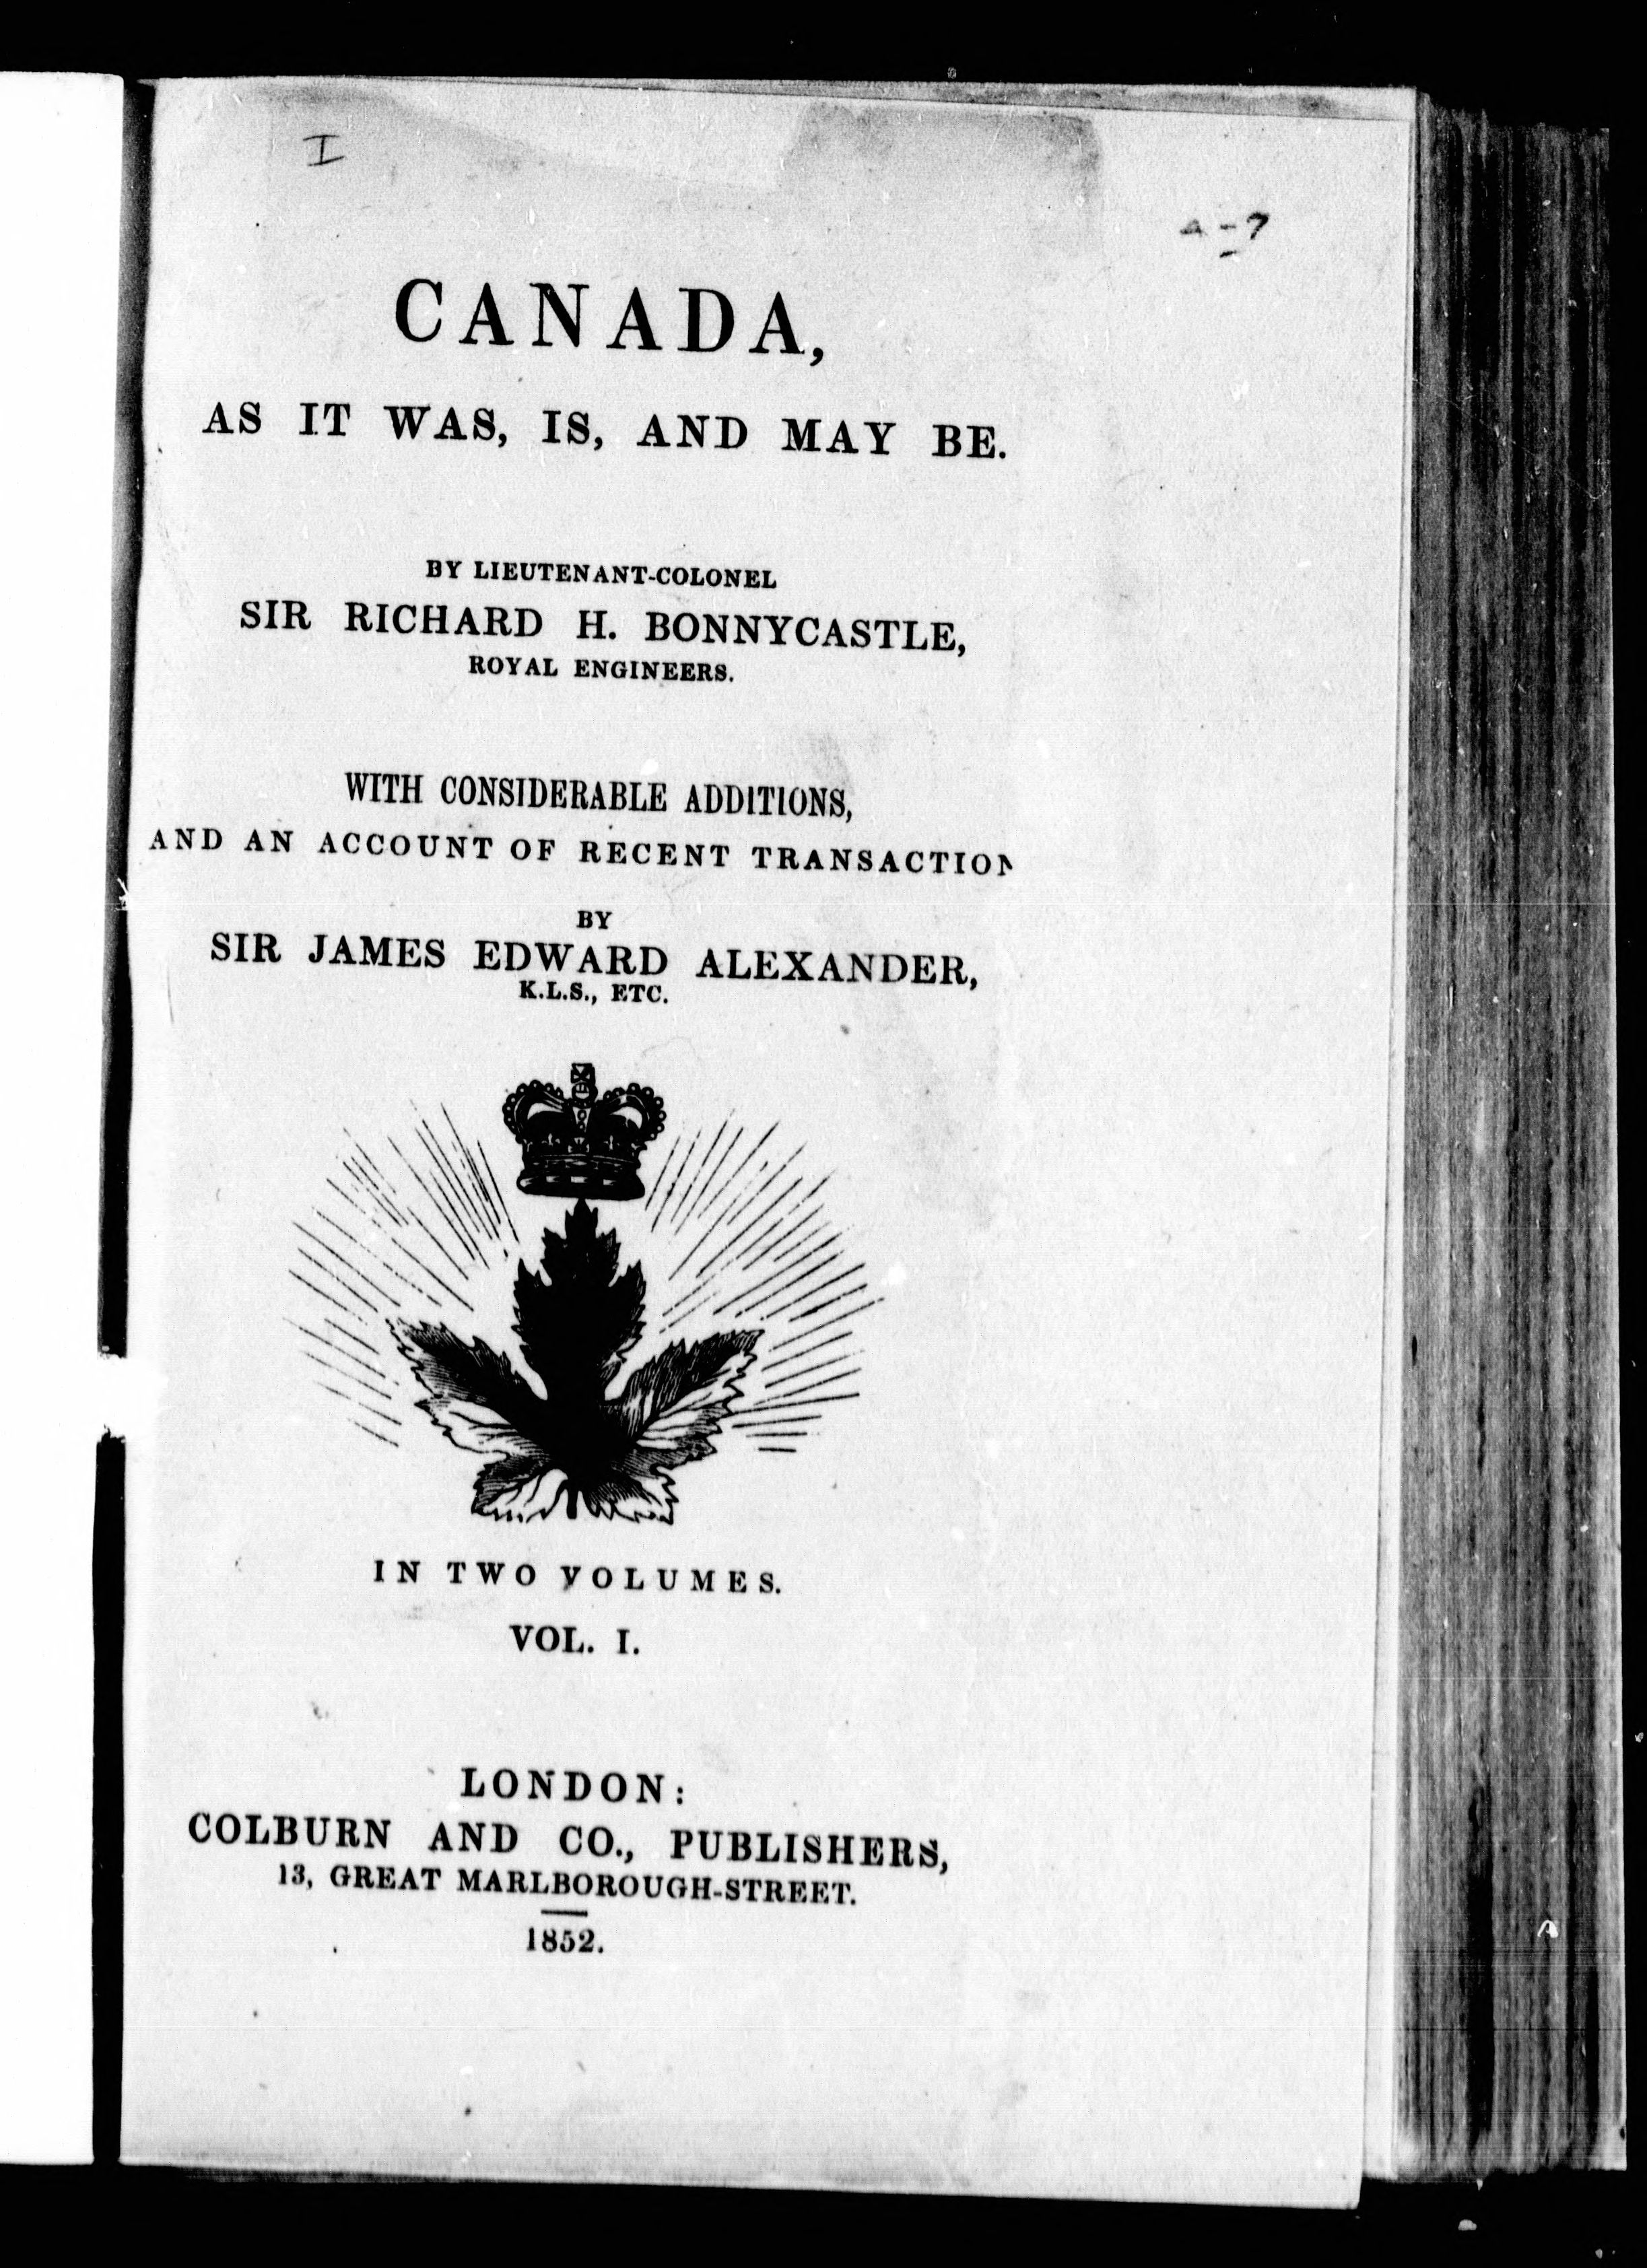 I
CANADA,
AS IT WAS, IS, AND MAY BE.
BY LIEUTENANT-COLONEL
SIR RICHARD H. BONNYCASTLE,
ROYAL ENGINEERS.
WITH CONSIDERABLE ADDITIONS,
AND AN ACCOUNT OF RECENT TRANSACTION
BY
SIR JAMES EDWARD ALEXANDER,
K.L.S., ETC.
IN TWO VOLUMES.
VOL. I.
LONDON:
COLBURN AND CO., PUBLISHERS,
13, GREAT MARLBOROUGH-STREET.
1852.